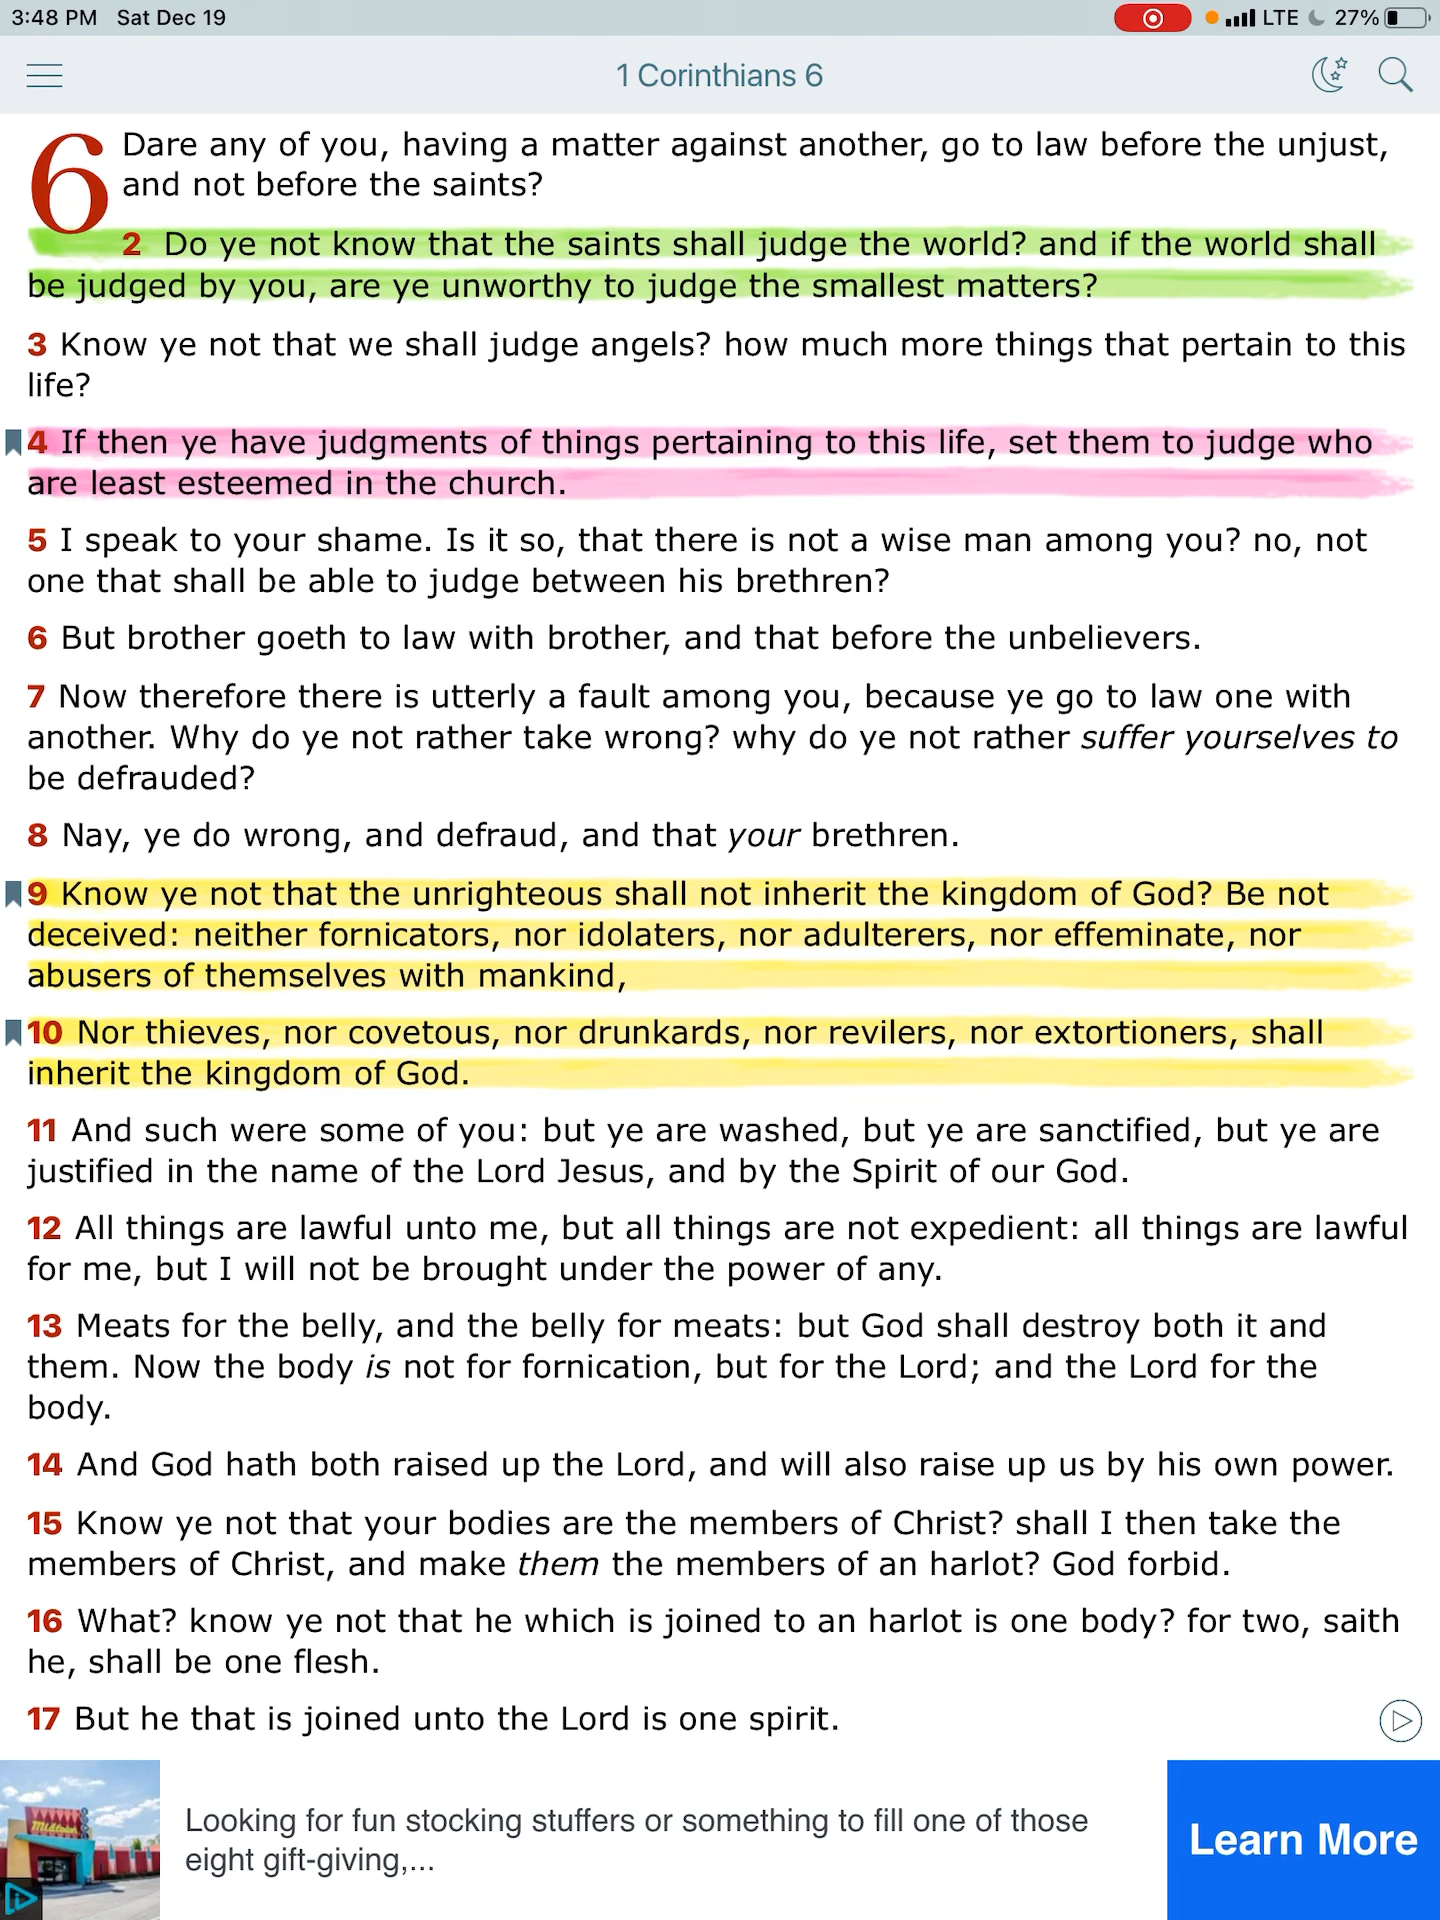 3:48 PM Sat Dec 19
LTE 27%
1 Corinthians 6
6 Dare any of you, having a matter against another, go to law before the unjust,
and not before the saints?
2 Do ye not know that the saints shall judge the world? and if the world shall
be judged by you, are ye unworthy to judge the smallest matters?
3 Know ye not that we shall judge angels? how much more things that pertain to this
life?
4 If then ye have judgments of things pertaining to this life, set them to judge who
are least esteemed in the church.
5 I speak to your shame. Is it so, that there is not a wise man among you? no, not
one that shall be able to judge between his brethren?
6 But brother goeth to law with brother, and that before the unbelievers.
7 Now therefore there is utterly a fault among you, because ye go to law one with
another. Why do ye not rather take wrong? why do ye not rather suffer yourselves to
be defrauded?
8 Nay, ye do wrong, and defraud, and that your brethren.
9 Know ye not that the unrighteous shall not inherit the kingdom of God? Be not
deceived: neither fornicators, nor idolaters, nor adulterers, nor effeminate, nor
abusers of themselves with mankind,
10 Nor thieves, nor covetous, nor drunkards, nor revilers, nor extortioners, shall
inherit the kingdom of God.
11 And such were some of you: but ye are washed, but ye are sanctified, but ye are
justified in the name of the Lord Jesus, and by the Spirit of our God.
12 All things are lawful unto me, but all things are not expedient: all things are lawful
for me, but I will not be brought under the power of any.
13 Meats for the belly, and the belly for meats: but God shall destroy both it and
them. Now the body is not for fornication, but for the Lord; and the Lord for the
body.
14 And God hath both raised up the Lord, and will also raise up us by his own power.
15 Know ye not that your bodies are the members of Christ? shall I then take the
members of Christ, and make them the members of an harlot? God forbid.
16 What? know ye not that he which is joined to an harlot is one body? for two, saith
he, shall be one flesh.
17 But he that is joined unto the Lord is one spirit.
Midtown
Looking for fun stocking stuffers or something to fill one of those
eight gift-giving,...
Learn More